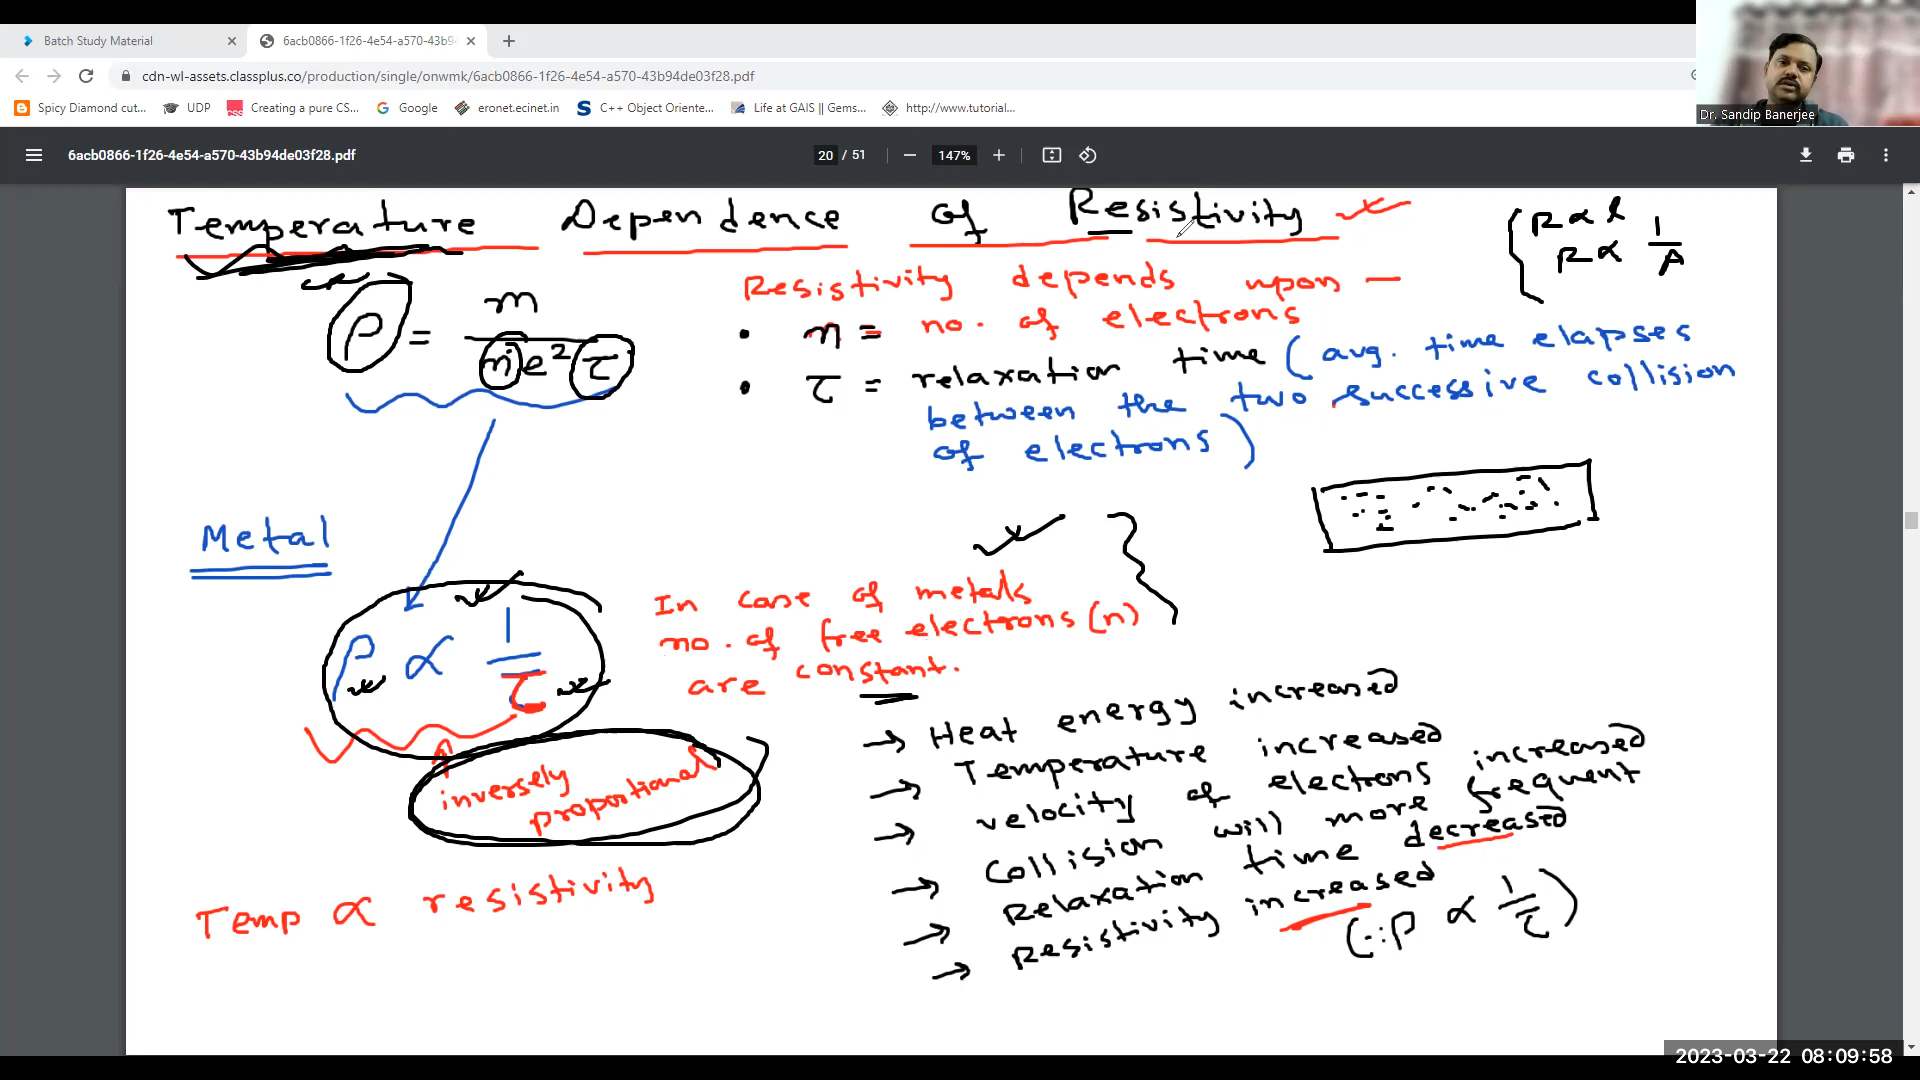 Batch Study Material
6acb0866-1f26-4e54-a570-43b94
cdn-wl-assets.classplus.co/production/single/onwmk/6acb0866-1f26-4e54-a570-43b94de03f28.pdf
Spicy Diamond cut... UDP Creating a pure CS... Google eronet.ecinet.in C++ Object Oriente... Life at GAIS || Gems... http://www.tutorial...
Dr. Sandip Banerjee
6acb0866-1f26-4e54-a570-43b94de03f28.pdf 20 / 51 147%
Temperature Dependence of Resistivity
R ∝ l
R ∝ 1/A
ρ = m/ne²τ
Resistivity depends upon —
• n = no. of electrons
• τ = relaxation time (avg. time elapses
between the two successive collision
of electrons)
Metal
ρ ∝ 1/τ
In case of metals
no. of free electrons (n)
are constant.
inversely
proportional
→ Heat energy increased
→ Temperature increased
→ velocity of electrons increased
→ Collision will more frequent
→ Relaxation time decreased
→ Resistivity increased
(∵ρ ∝ 1/τ)
Temp ∝ resistivity
2023-03-22 08:09:58